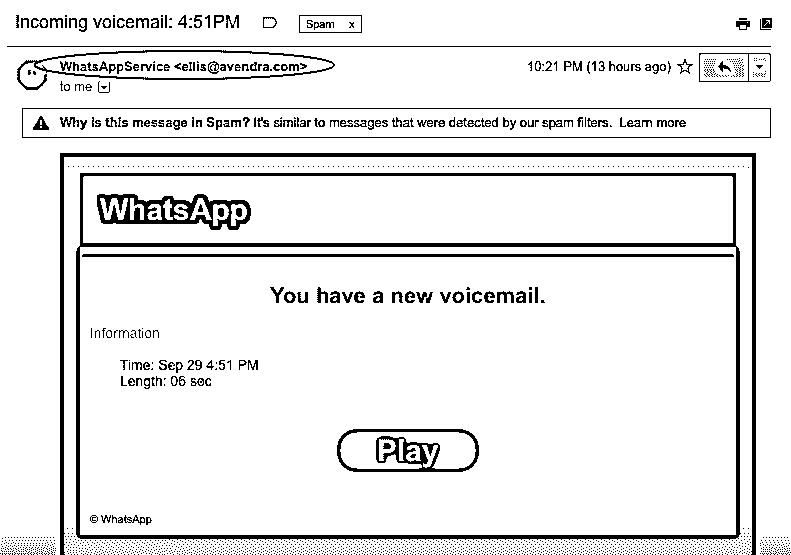 Incoming voicemail: 4:51PM Spam x
WhatsAppService <ellis@avendra.com> 10:21 PM (13 hours ago)
to me
Why is this message in Spam? It's similar to messages that were detected by our spam filters. Learn more
WhatsApp
You have a new voicemail.
Information
Time: Sep 29 4:51 PM
Length: 06 sec
Play
© WhatsApp